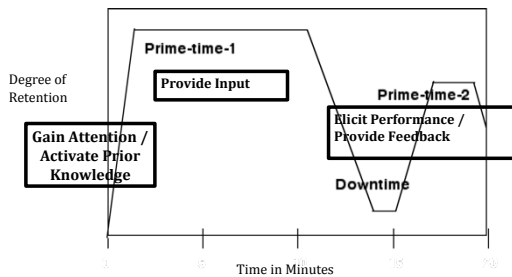 Prime-time-1
Degree of
Retention
Provide Input
Prime-time-2
Elicit Performance /
Provide Feedback
Gain Attention /
Activate Prior
Knowledge
Downtime
Time in Minutes